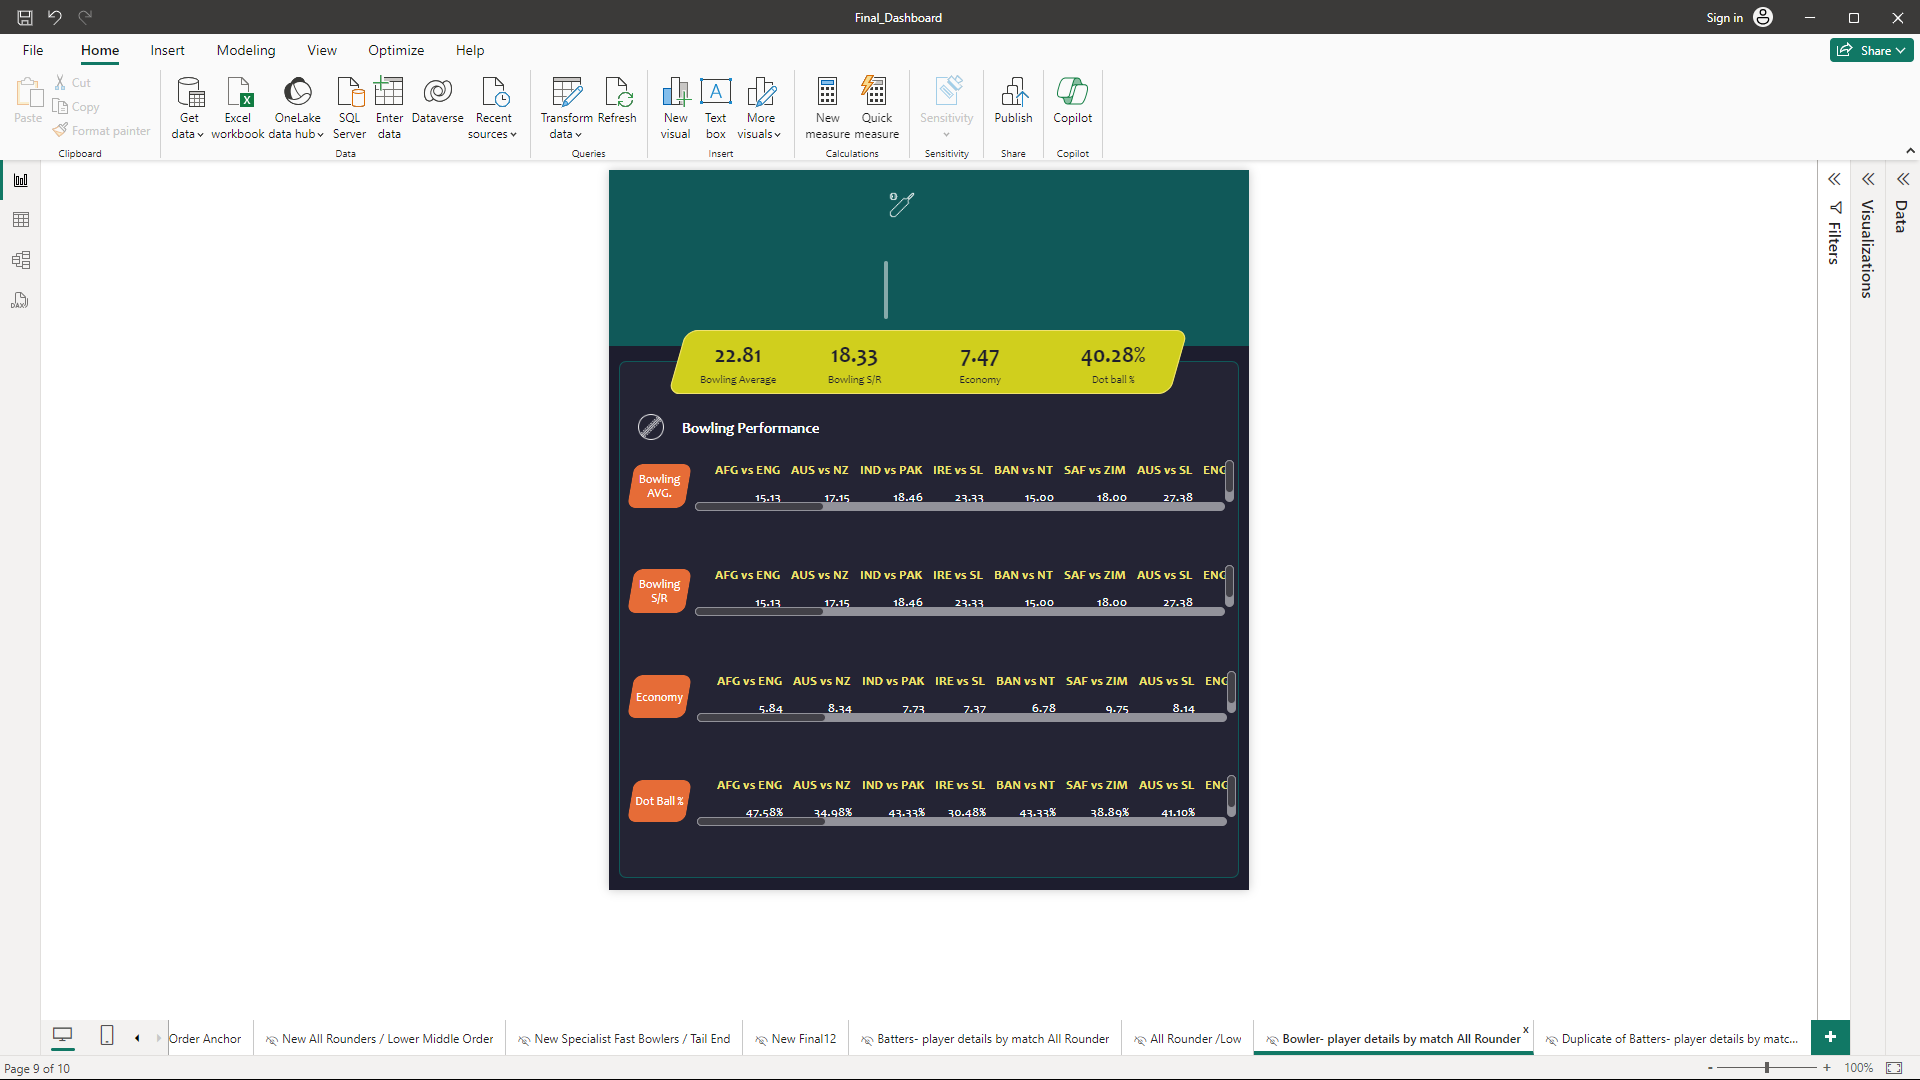 Final_Dashboard
Sign in
File Home Insert Modeling View Optimize Help
Share
Paste
Cut
Copy
Format painter
Clipboard
Get data
Excel workbook
OneLake data hub
SQL Server
Enter data
Dataverse
Recent sources
Data
Transform data
Refresh
Queries
New visual
Text box
More visuals
Insert
New measure
Quick measure
Calculations
Sensitivity
Sensitivity
Publish
Share
Copilot
Copilot
Filters
Visualizations
Data
22.81 18.33 7.47 40.28%
Bowling Average Bowling S/R Economy Dot ball %
Bowling Performance
Bowling AVG.
AFG vs ENG AUS vs NZ IND vs PAK IRE vs SL BAN vs NT SAF vs ZIM AUS vs SL ENG
15.13 17.15 18.46 23.33 15.00 18.00 27.38
Bowling S/R
AFG vs ENG AUS vs NZ IND vs PAK IRE vs SL BAN vs NT SAF vs ZIM AUS vs SL ENG
15.13 17.15 18.46 23.33 15.00 18.00 27.38
Economy
AFG vs ENG AUS vs NZ IND vs PAK IRE vs SL BAN vs NT SAF vs ZIM AUS vs SL ENG
5.84 8.34 7.73 7.37 6.78 9.75 8.14
Dot Ball %
AFG vs ENG AUS vs NZ IND vs PAK IRE vs SL BAN vs NT SAF vs ZIM AUS vs SL ENG
47.58% 34.98% 43.33% 30.48% 43.33% 38.89% 41.10%
Order Anchor New All Rounders / Lower Middle Order New Specialist Fast Bowlers / Tail End New Final12 Batters- player details by match All Rounder All Rounder /Low Bowler- player details by match All Rounder x Duplicate of Batters- player details by matc...
Page 9 of 10
- + 100%